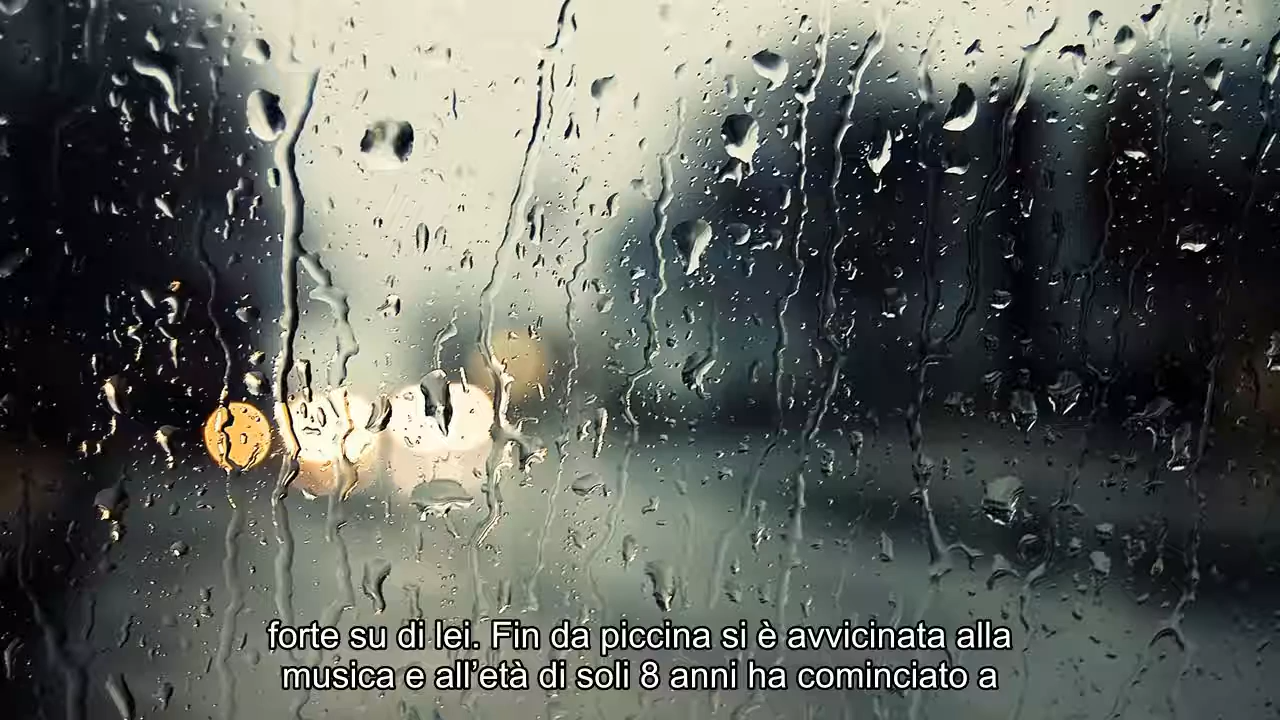 forte su di lei. Fin da piccina si è avvicinata alla
musica e all’età di soli 8 anni ha cominciato a